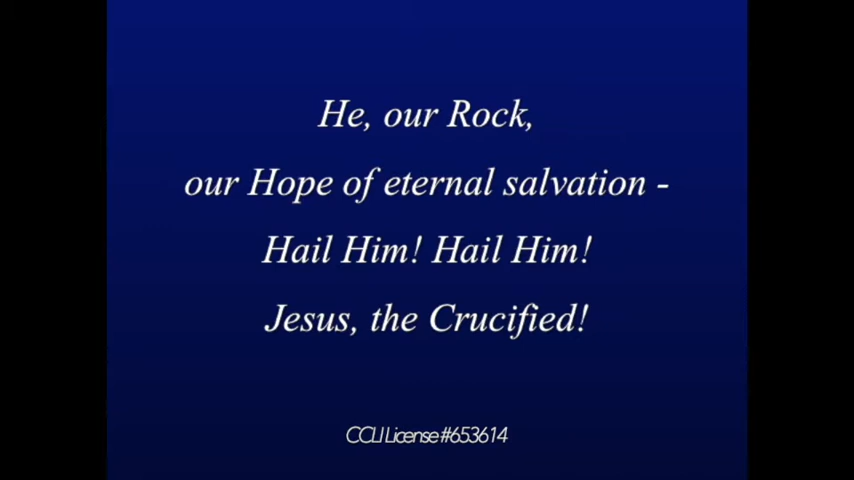 He, our Rock,
our Hope of eternal salvation -
Hail Him! Hail Him!
Jesus, the Crucified!
CCLI License #653614